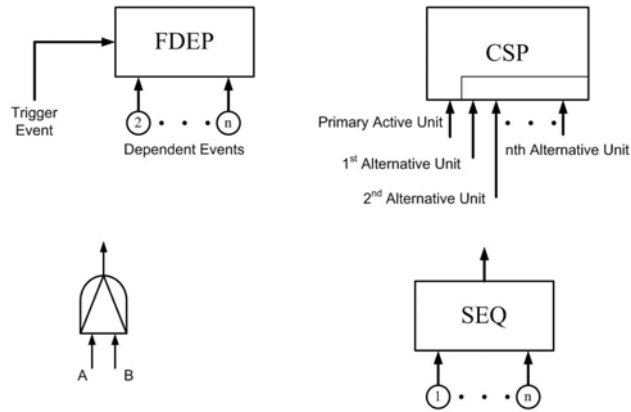 FDEP
Trigger
Event
2 n
Dependent Events
CSP
Primary Active Unit
1st Alternative Unit
2nd Alternative Unit
nth Alternative Unit
A B
SEQ
1 n